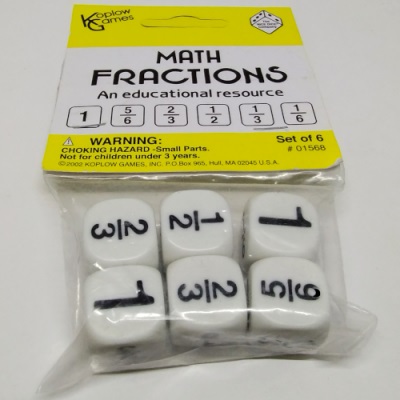 Koplow
Games
MATH
FRACTIONS
An educational resource
1 5/6 2/3 1/2 1/3 1/6
WARNING:
CHOKING HAZARD-Small Parts.
Not for children under 3 years.
©2002 KOPLOW GAMES, INC. P.O.Box 965, Hull, MA 02045 U.S.A.
Set of 6
# 01568
2/3 1/2 1
1 2/3 5/6